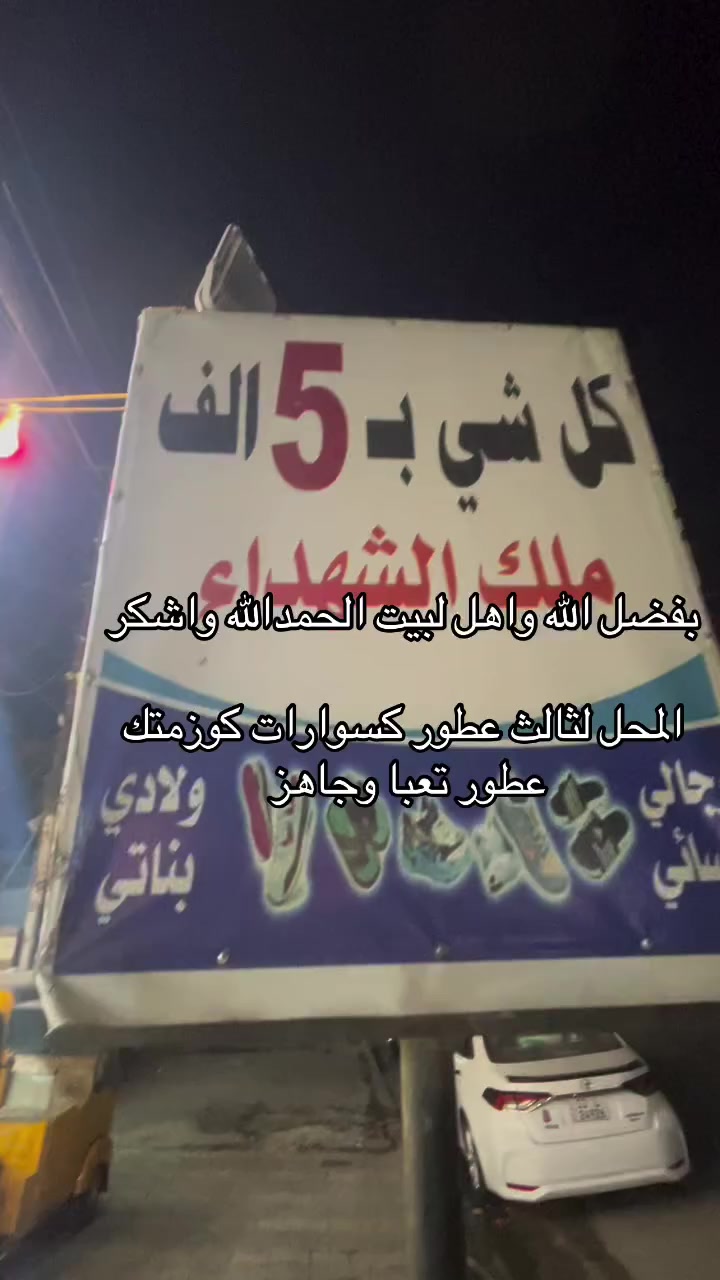 كل شي بـ 5 الف
ملك الشهداء
بفضل الله واهل لبيت الحمدالله واشكر
المحل لثالث عطور كسوارات كوزمتك
عطور تعبا وجاهز
رجالي
ولادي
بناتي